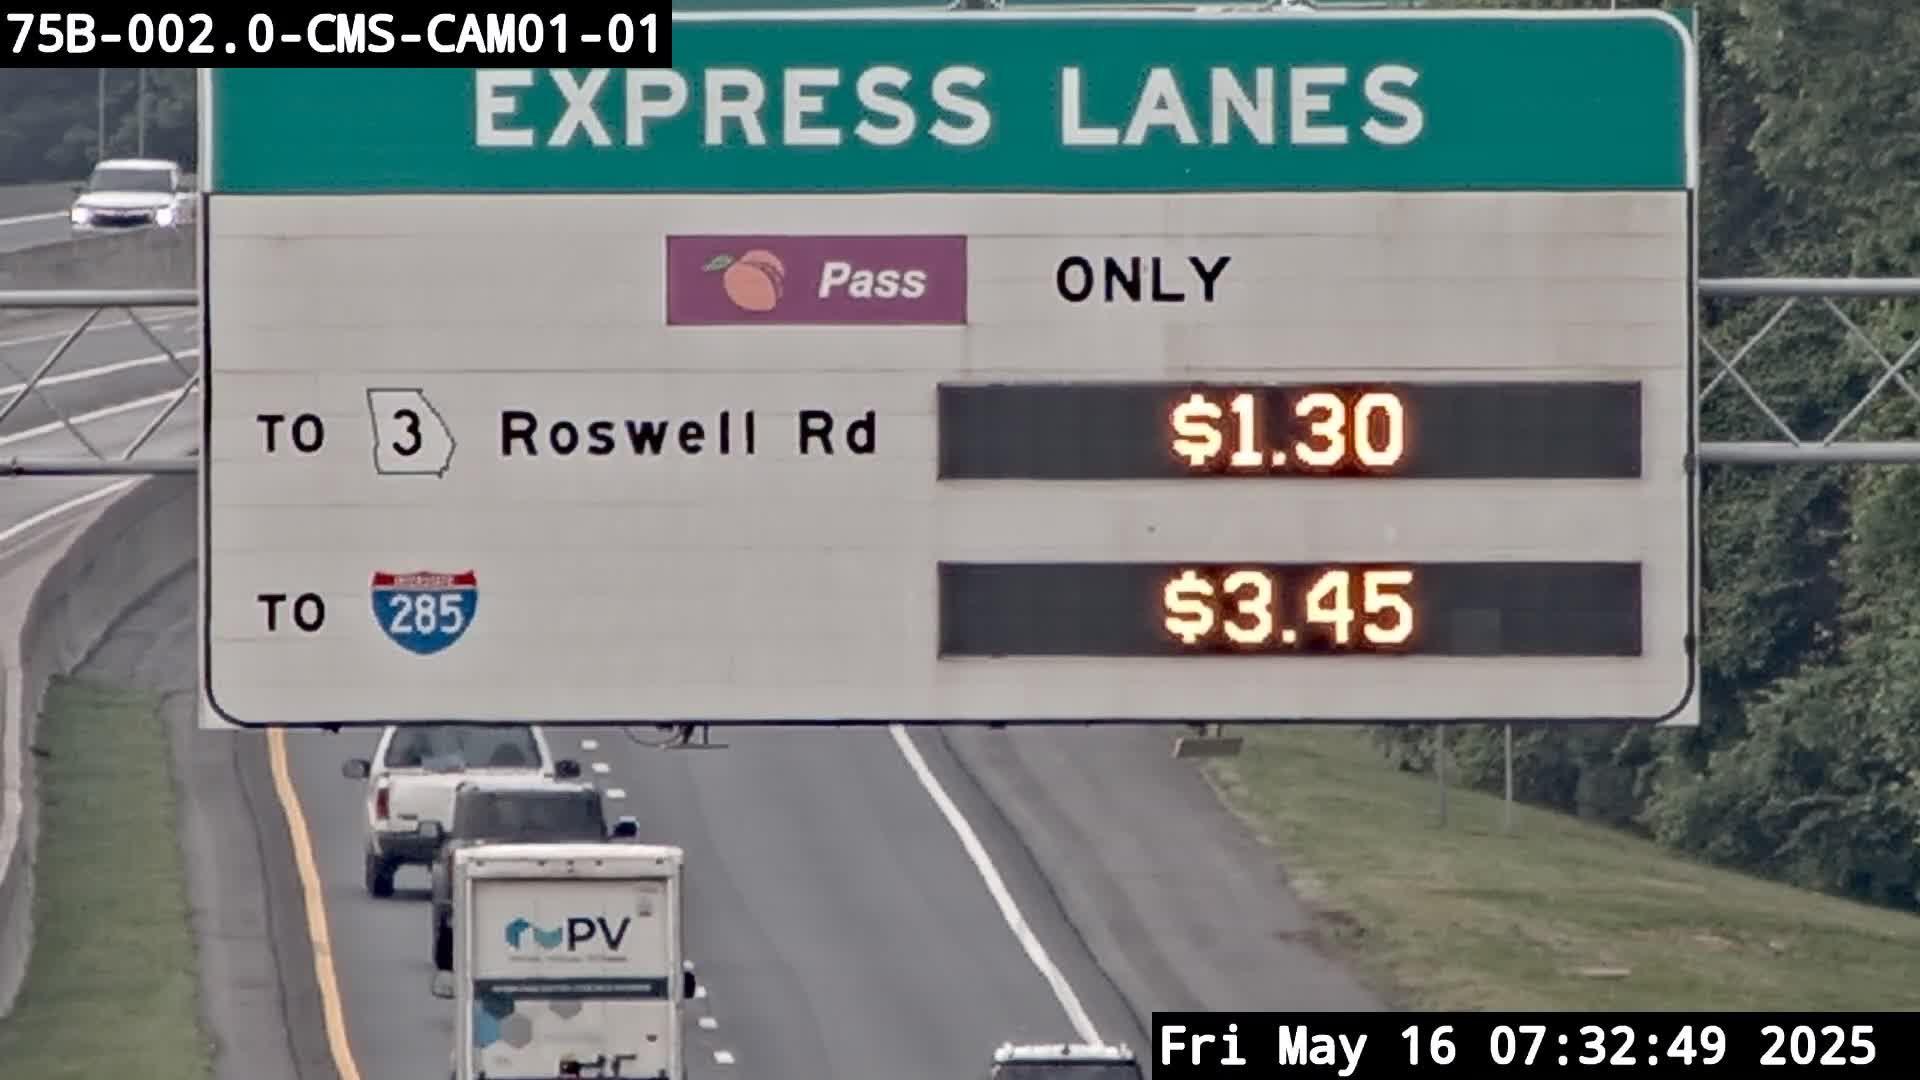 75B-002.0-CMS-CAM01-01
EXPRESS LANES
Pass ONLY
TO 3 Roswell Rd $1.30
TO INTERSTATE 285 $3.45
PV
Fri May 16 07:32:49 2025